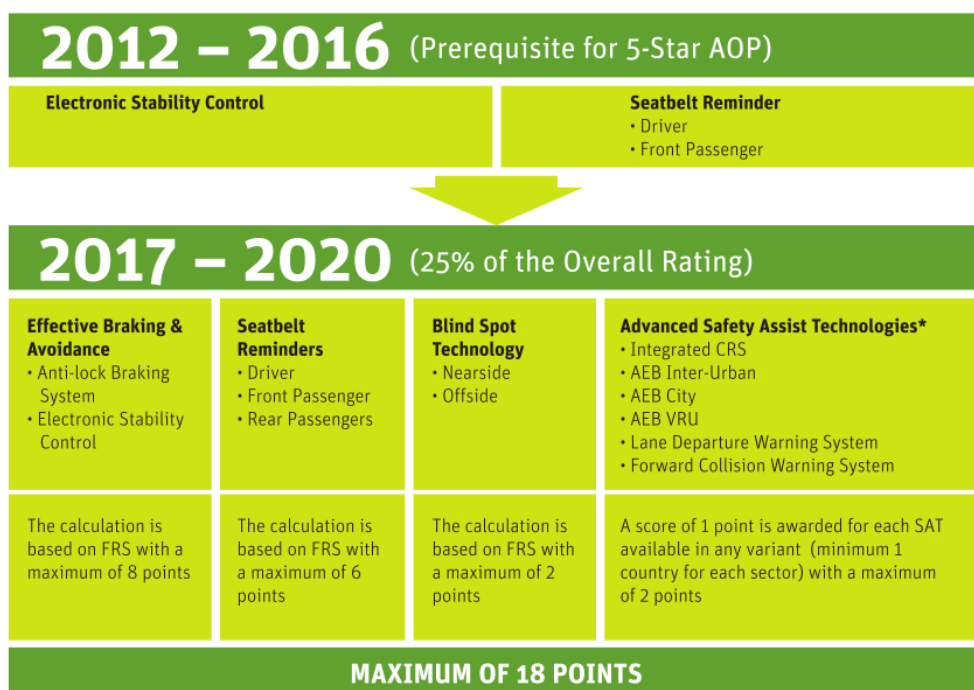 2012 – 2016 (Prerequisite for 5-Star AOP)
Electronic Stability Control
Seatbelt Reminder
• Driver
• Front Passenger
2017 – 2020 (25% of the Overall Rating)
Effective Braking &
Avoidance
• Anti-lock Braking
System
• Electronic Stability
Control
Seatbelt
Reminders
• Driver
• Front Passenger
• Rear Passengers
Blind Spot
Technology
• Nearside
• Offside
Advanced Safety Assist Technologies*
• Integrated CRS
• AEB Inter-Urban
• AEB City
• AEB VRU
• Lane Departure Warning System
• Forward Collision Warning System
The calculation is
based on FRS with a
maximum of 8 points
The calculation is
based on FRS with
a maximum of 6
points
The calculation is
based on FRS with
a maximum of 2
points
A score of 1 point is awarded for each SAT
available in any variant (minimum 1
country for each sector) with a maximum
of 2 points
MAXIMUM OF 18 POINTS